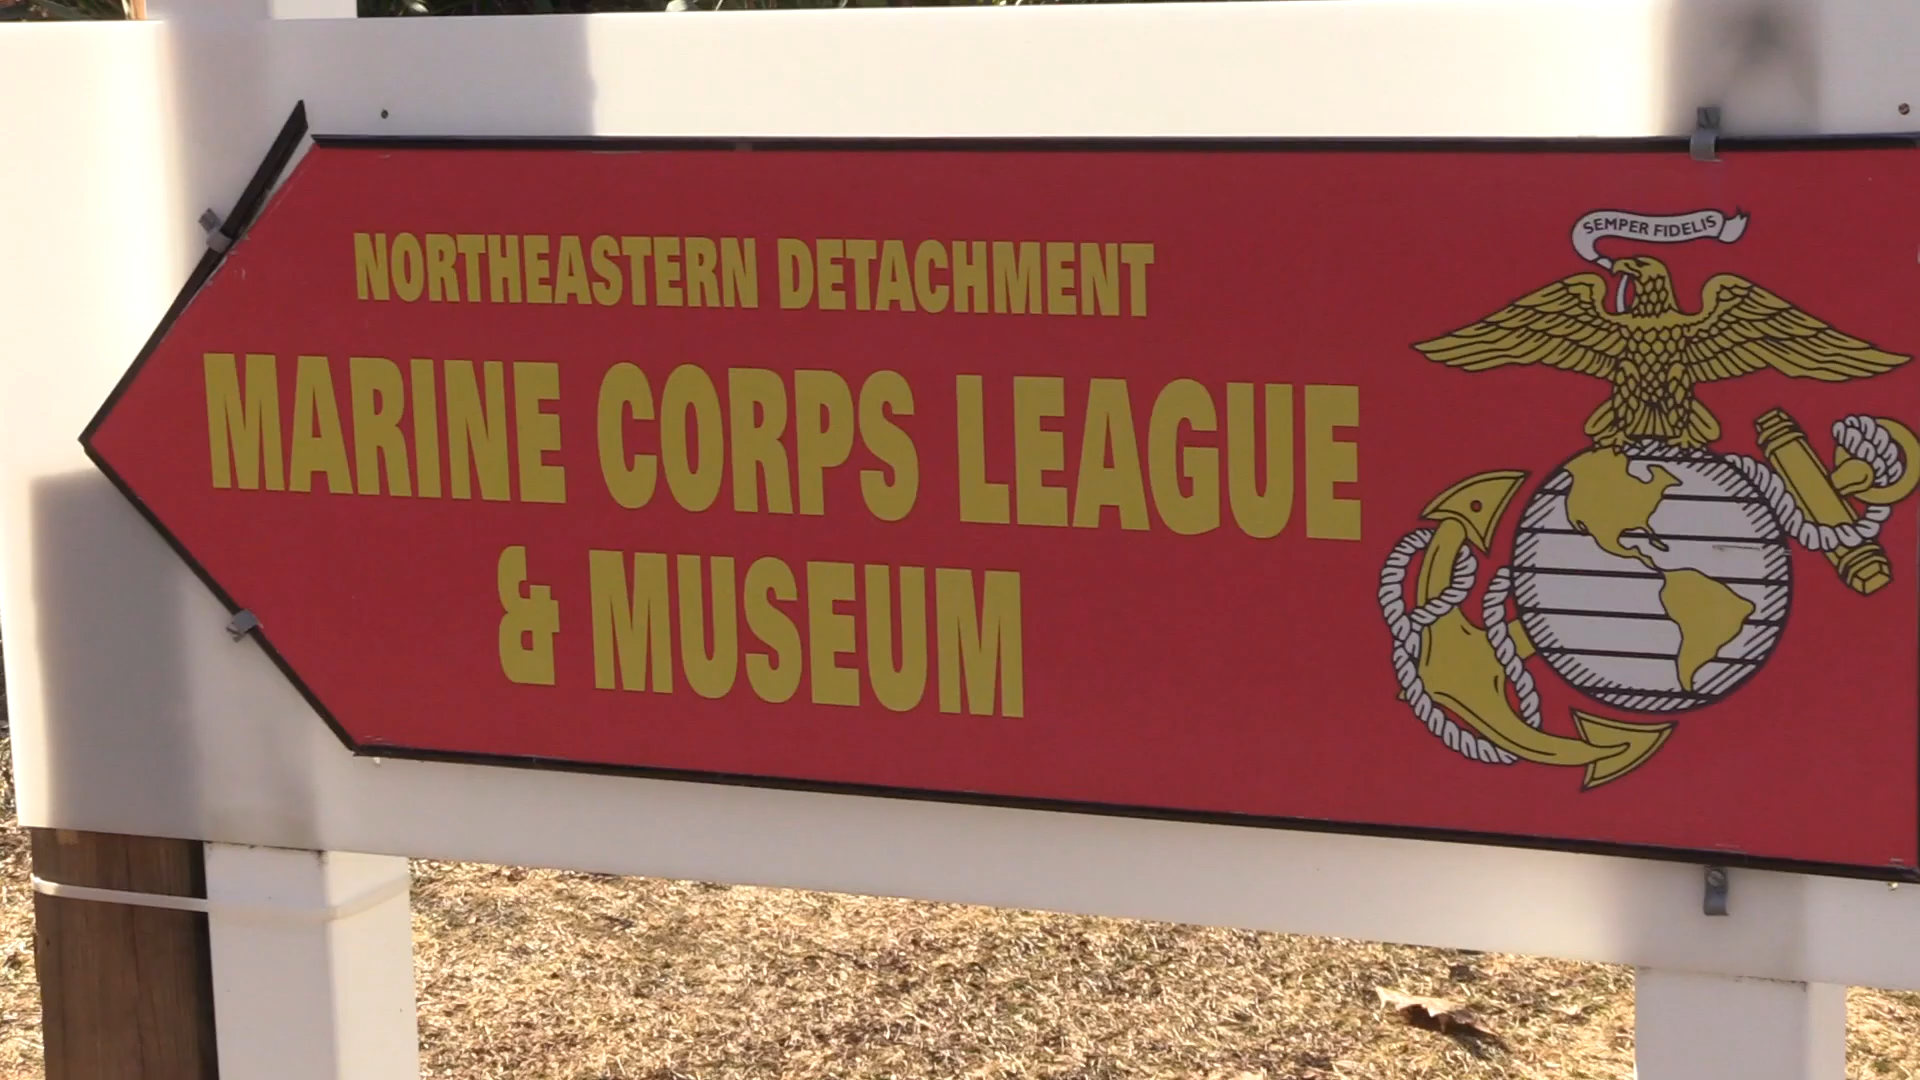 NORTHEASTERN DETACHMENT
MARINE CORPS LEAGUE
& MUSEUM
SEMPER FIDELIS